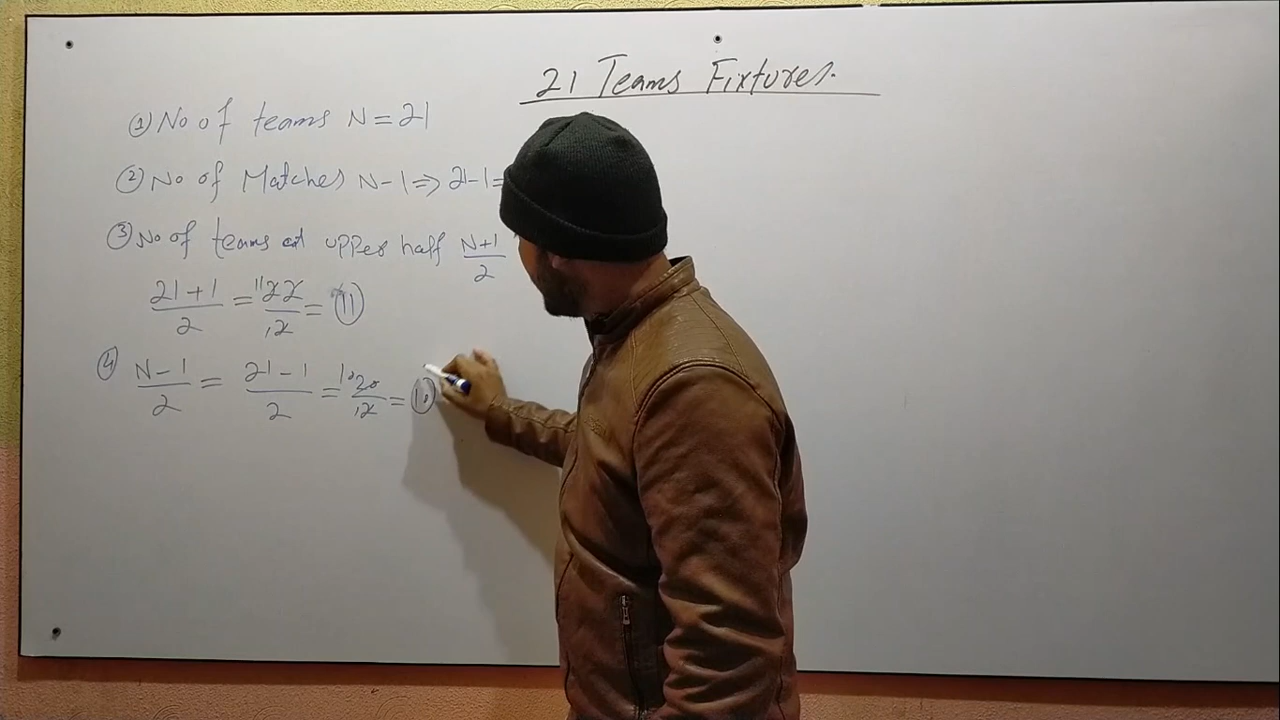 21 Teams Fixtures.
① No of teams N = 21
② No of Matches N-1 ⇒ 21-1=
③ No of teams at upper half N+1/2
21+1/2 = 22/2 = 11
④ N-1/2 = 21-1/2 = 20/2 = 10